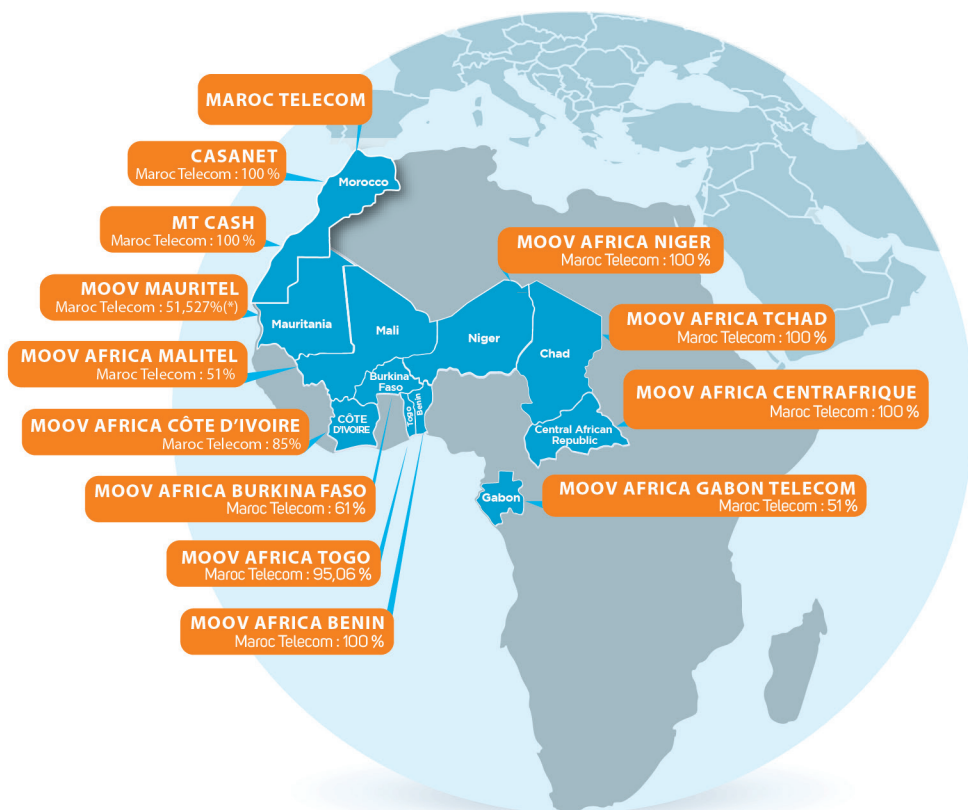 MAROC TELECOM
CASANET
Maroc Telecom : 100 %
MT CASH
Maroc Telecom : 100 %
MOOV MAURITEL
Maroc Telecom : 51,527%(*)
MOOV AFRICA MALITEL
Maroc Telecom : 51%
MOOV AFRICA CÔTE D'IVOIRE
Maroc Telecom : 85%
MOOV AFRICA BURKINA FASO
Maroc Telecom : 61 %
MOOV AFRICA TOGO
Maroc Telecom : 95,06 %
MOOV AFRICA BENIN
Maroc Telecom : 100 %
MOOV AFRICA NIGER
Maroc Telecom : 100 %
MOOV AFRICA TCHAD
Maroc Telecom : 100 %
MOOV AFRICA CENTRAFRIQUE
Maroc Telecom : 100 %
MOOV AFRICA GABON TELECOM
Maroc Telecom : 51 %
Morocco
Mauritania
Mali
Niger
Chad
Burkina
Faso
CÔTE
D'IVOIRE
Togo
Benin
Central African
Republic
Gabon